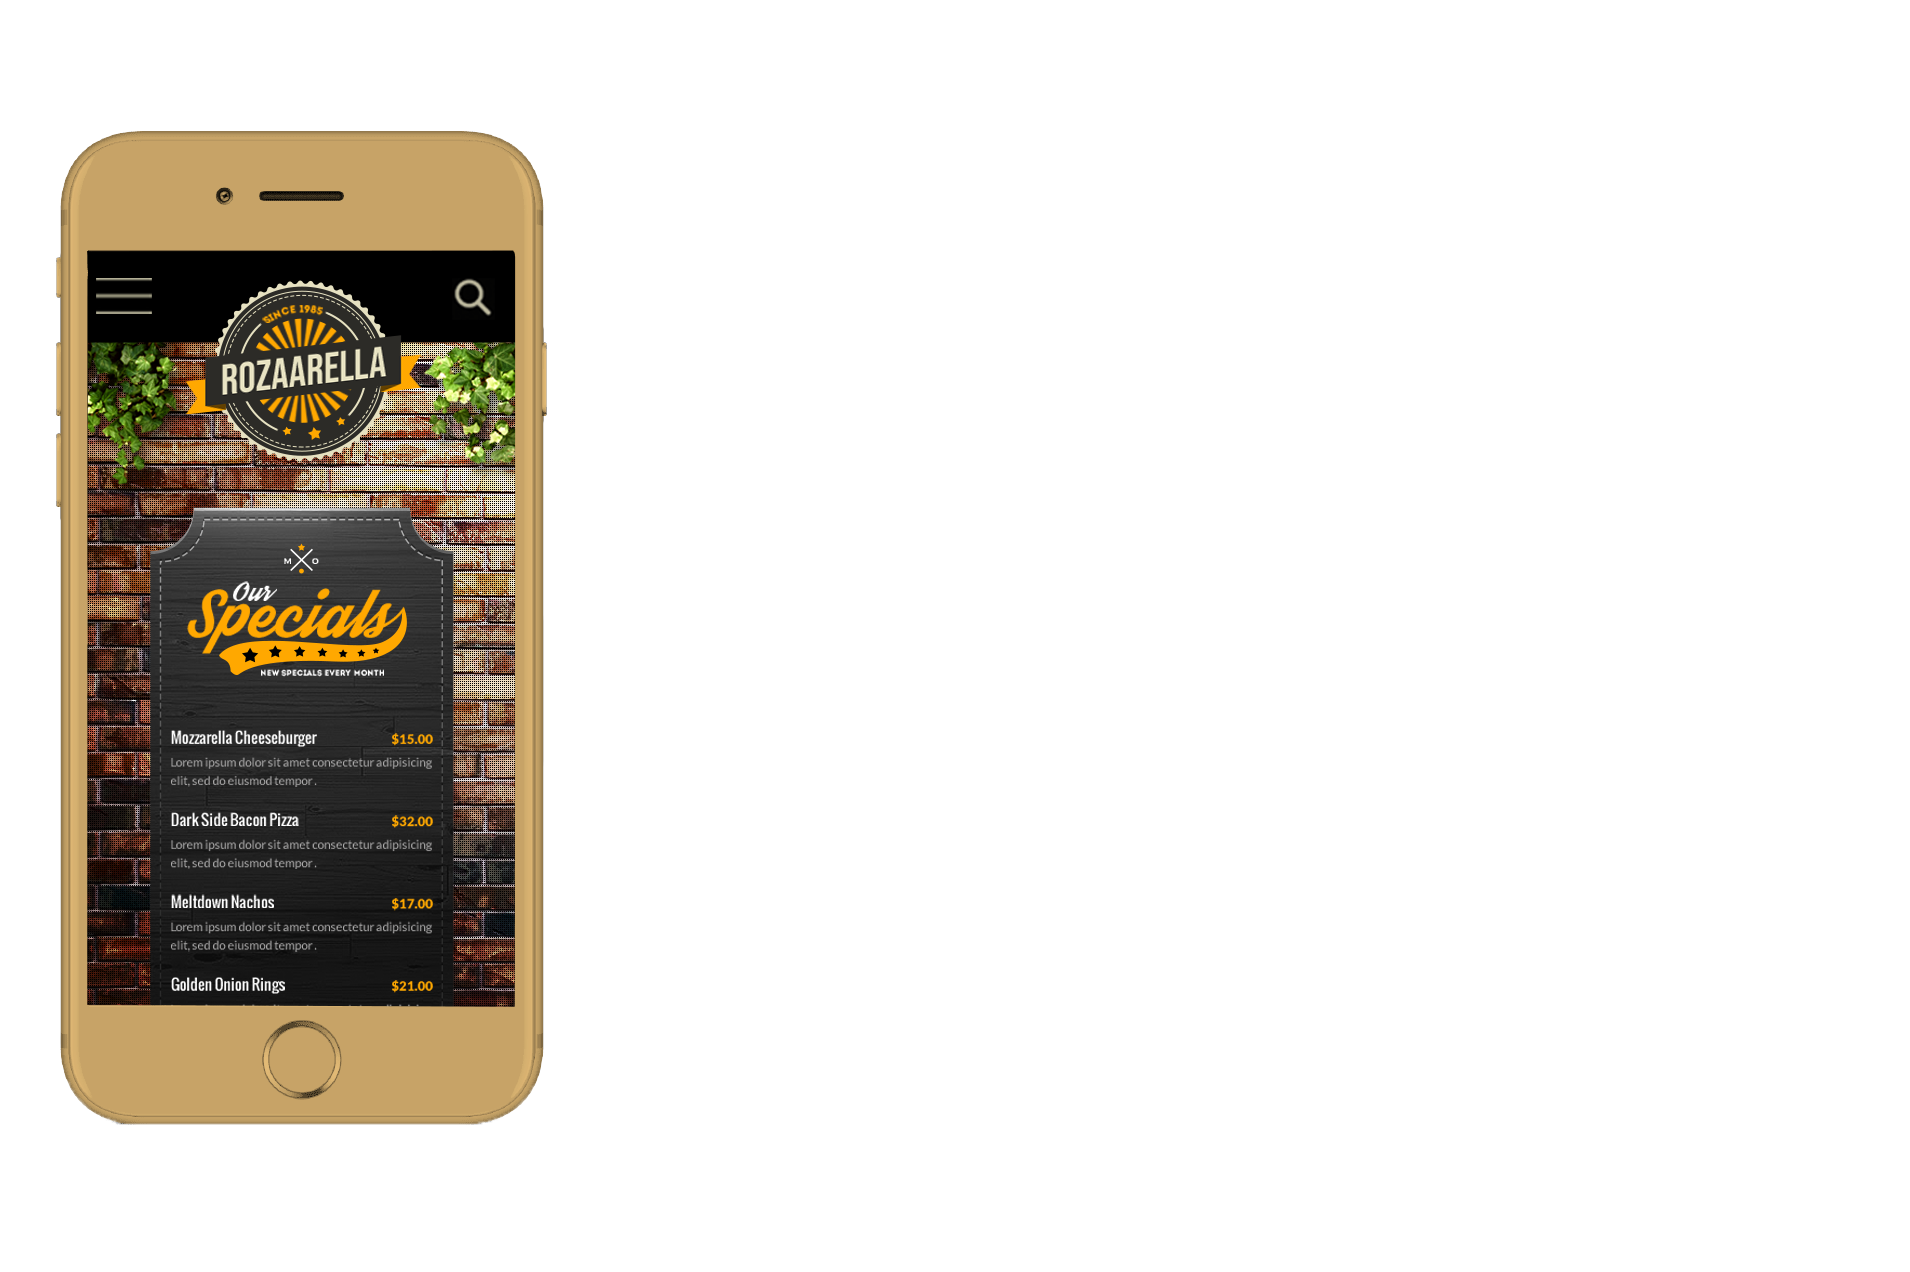 SINCE 1985
ROZAARELLA
M O
Our
Specials
NEW SPECIALS EVERY MONTH
Mozzarella Cheeseburger $15.00
Lorem ipsum dolor sit amet consectetur adipisicing
elit, sed do eiusmod tempor .
Dark Side Bacon Pizza $32.00
Lorem ipsum dolor sit amet consectetur adipisicing
elit, sed do eiusmod tempor .
Meltdown Nachos $17.00
Lorem ipsum dolor sit amet consectetur adipisicing
elit, sed do eiusmod tempor .
Golden Onion Rings $21.00